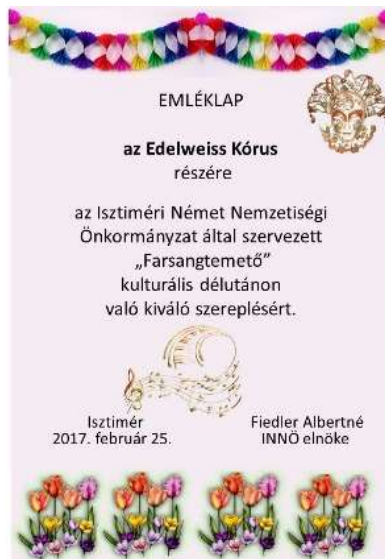 EMLÉKLAP
az Edelweiss Kórus
részére
az Isztiméri Német Nemzetiségi
Önkormányzat által szervezett
„Farsangtemető”
kulturális délutánon
való kiváló szereplésért.
Isztimér
2017. február 25.
Fiedler Albertné
INNÖ elnöke